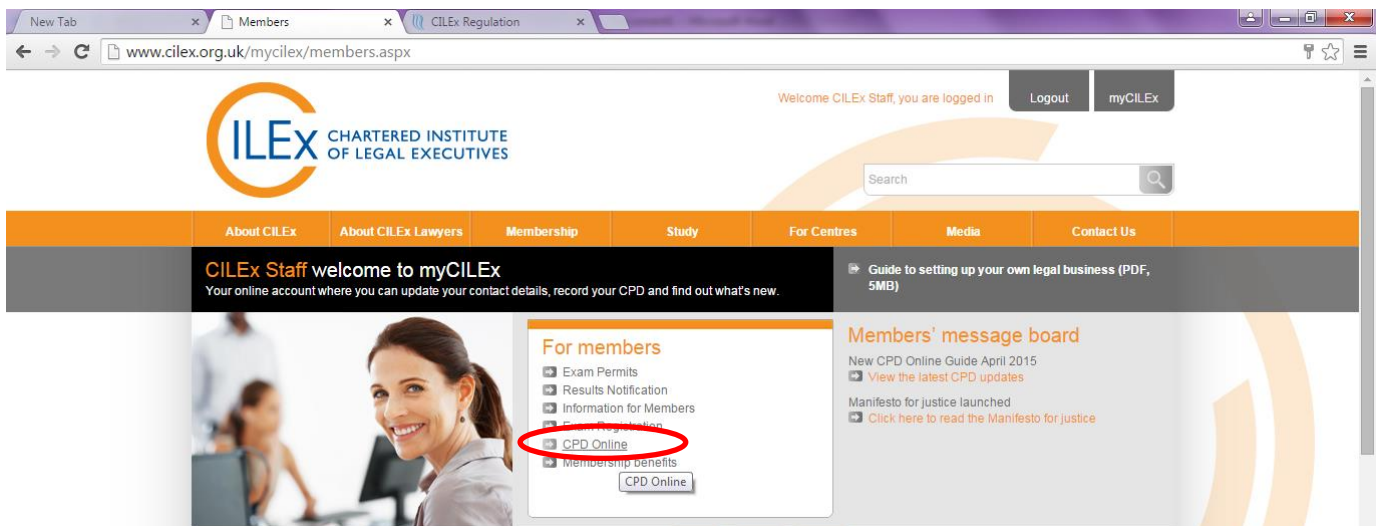 New Tab
Members
CILEx Regulation
www.cilex.org.uk/mycilex/members.aspx
Welcome CILEx Staff, you are logged in
Logout
myCILEx
CILEx CHARTERED INSTITUTE
OF LEGAL EXECUTIVES
Search
About CILEx
About CILEx Lawyers
Membership
Study
For Centres
Media
Contact Us
CILEx Staff welcome to myCILEx
Your online account where you can update your contact details, record your CPD and find out what's new.
Guide to setting up your own legal business (PDF,
5MB)
For members
Exam Permits
Results Notification
Information for Members
Exam Registration
CPD Online
Membership benefits
CPD Online
Members' message board
New CPD Online Guide April 2015
View the latest CPD updates
Manifesto for justice launched
Click here to read the Manifesto for justice